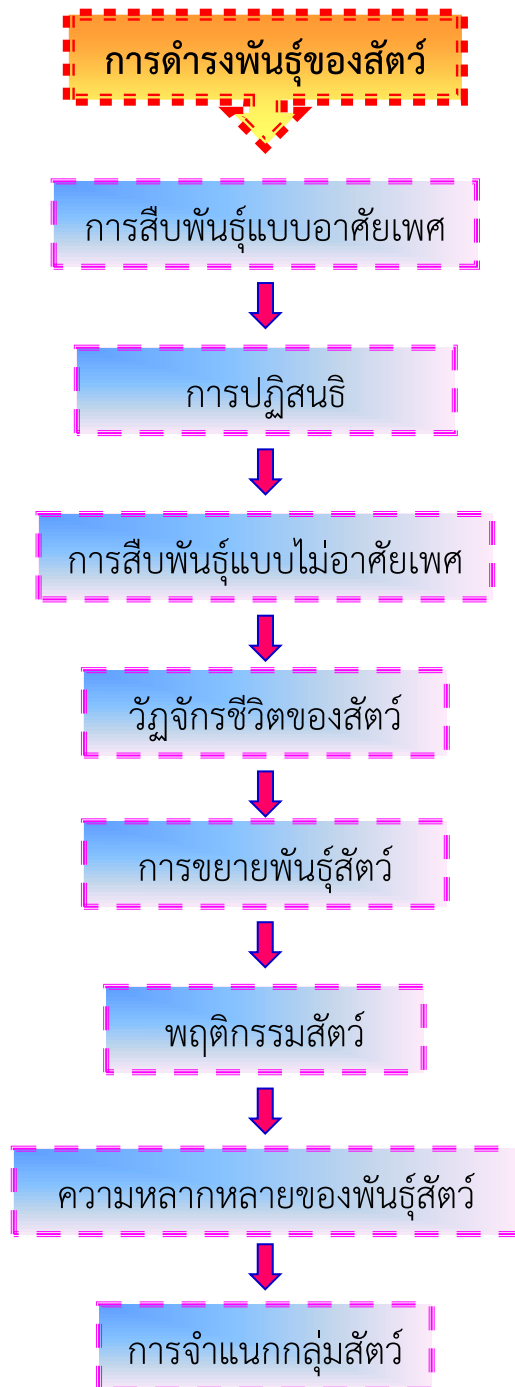 การดำรงพันธุ์ของสัตว์
การสืบพันธุ์แบบอาศัยเพศ
การปฏิสนธิ
การสืบพันธุ์แบบไม่อาศัยเพศ
วัฏจักรชีวิตของสัตว์
การขยายพันธุ์สัตว์
พฤติกรรมสัตว์
ความหลากหลายของพันธุ์สัตว์
การจำแนกกลุ่มสัตว์